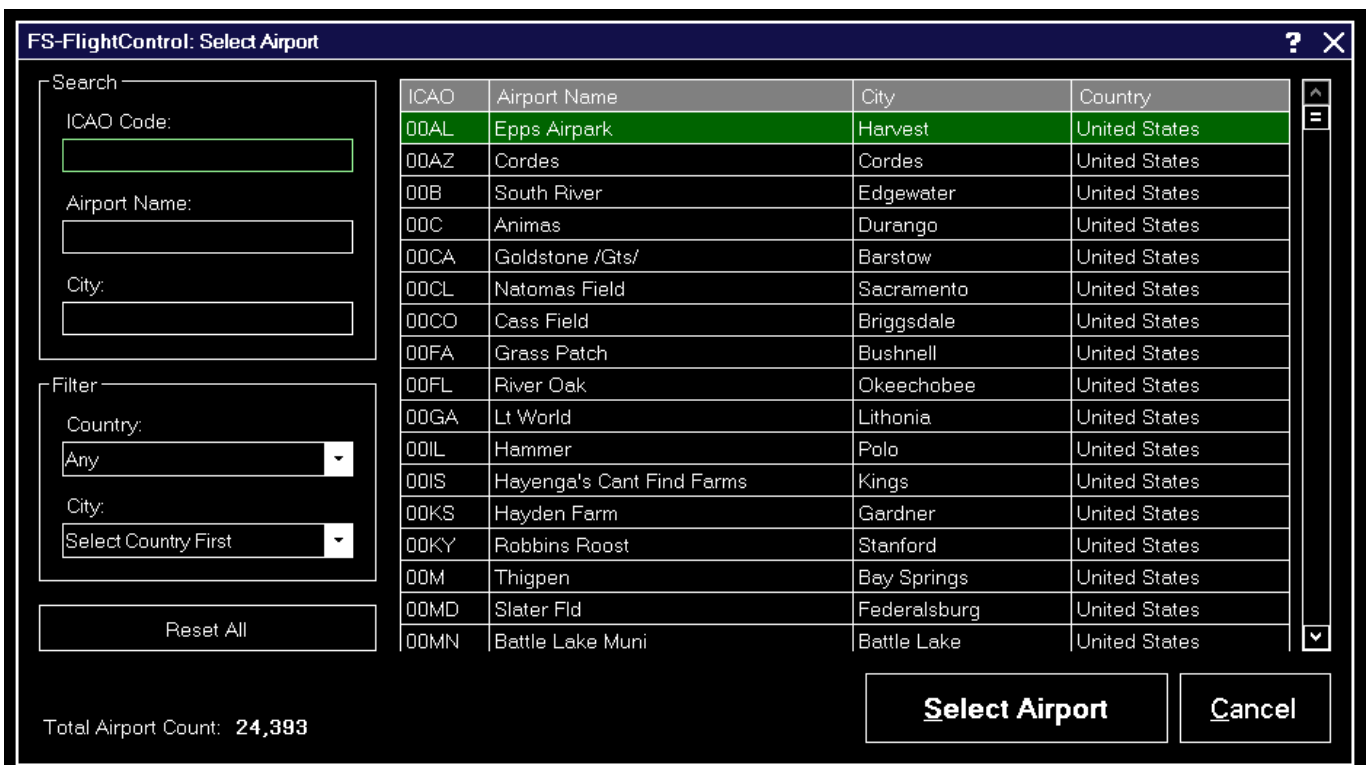 FS-FlightControl: Select Airport ?
Search
ICAO Code:
Airport Name:
City:
Filter
Country:
Any
City:
Select Country First
Reset All
Total Airport Count: 24,393
ICAO Airport Name City Country
00AL Epps Airpark Harvest United States
00AZ Cordes Cordes United States
00B South River Edgewater United States
00C Animas Durango United States
00CA Goldstone /Gts/ Barstow United States
00CL Natomas Field Sacramento United States
00CO Cass Field Briggsdale United States
00FA Grass Patch Bushnell United States
00FL River Oak Okeechobee United States
00GA Lt World Lithonia United States
00IL Hammer Polo United States
00IS Hayenga's Cant Find Farms Kings United States
00KS Hayden Farm Gardner United States
00KY Robbins Roost Stanford United States
00M Thigpen Bay Springs United States
00MD Slater Fld Federalsburg United States
00MN Battle Lake Muni Battle Lake United States
Select Airport
Cancel